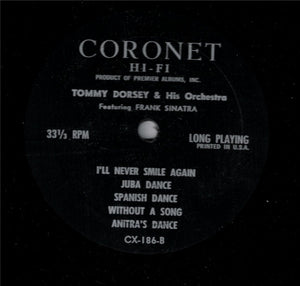 CORONET
HI-FI
PRODUCT OF PREMIER ALBUMS, INC.
TOMMY DORSEY & His Orchestra
Featuring FRANK SINATRA
33⅓ RPM
LONG PLAYING
PRINTED IN U.S.A.
I'LL NEVER SMILE AGAIN
JUBA DANCE
SPANISH DANCE
WITHOUT A SONG
ANiTRA'S DANCE
CX-186-B